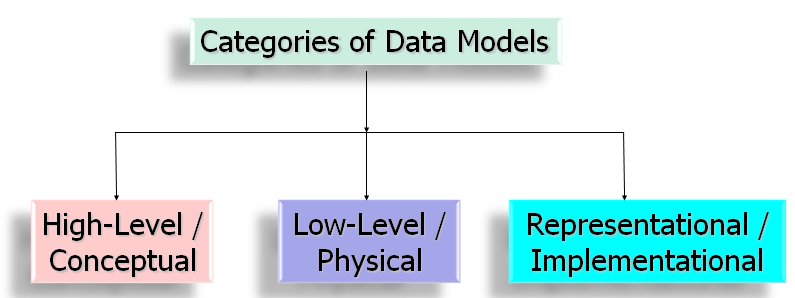 Categories of Data Models
High-Level /
Conceptual
Low-Level /
Physical
Representational /
Implementational